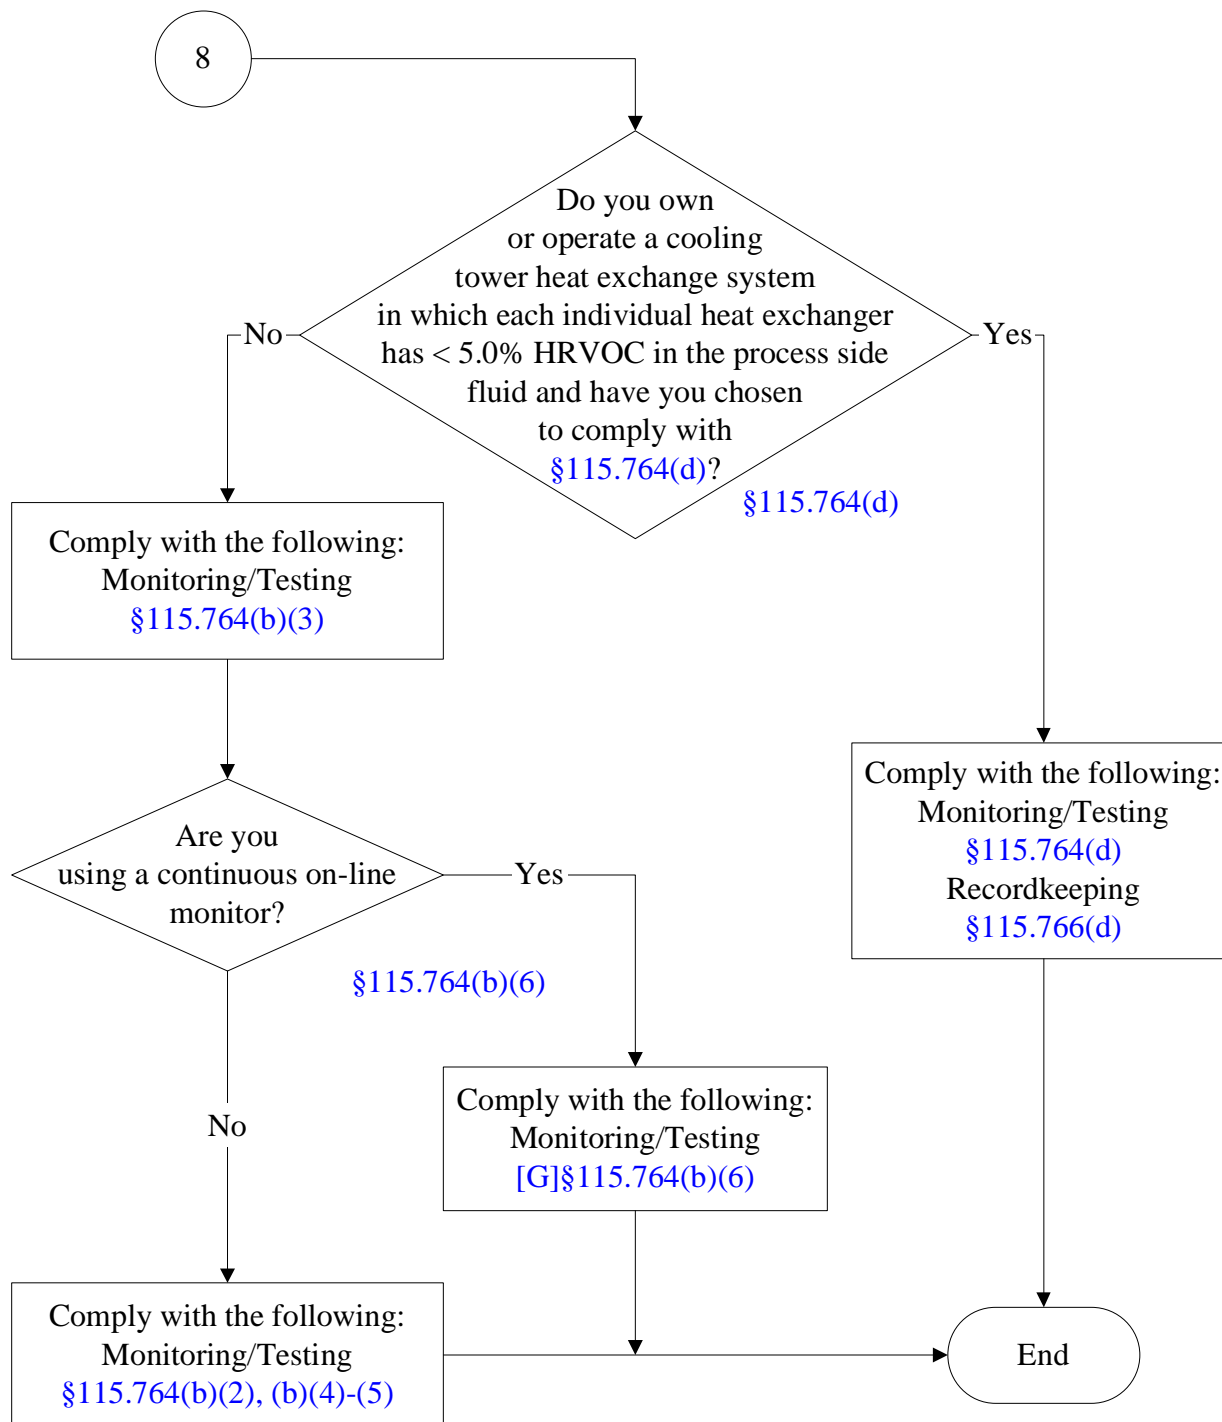 8
Do you own
or operate a cooling
tower heat exchange system
in which each individual heat exchanger
has < 5.0% HRVOC in the process side
fluid and have you chosen
to comply with
§115.764(d)?
§115.764(d)
No
Yes
Comply with the following:
Monitoring/Testing
§115.764(b)(3)
Are you
using a continuous on-line
monitor?
Yes
§115.764(b)(6)
No
Comply with the following:
Monitoring/Testing
§115.764(d)
Recordkeeping
§115.766(d)
Comply with the following:
Monitoring/Testing
[G]§115.764(b)(6)
Comply with the following:
Monitoring/Testing
§115.764(b)(2), (b)(4)-(5)
End